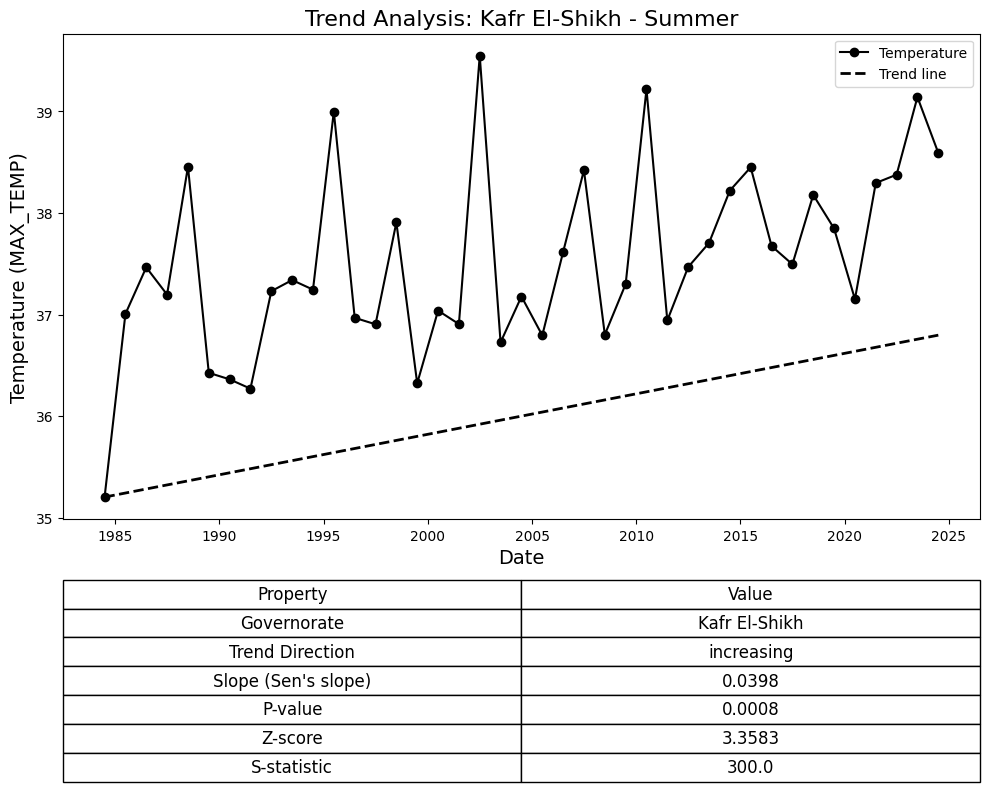 Trend Analysis: Kafr El-Shikh - Summer
Temperature (MAX_TEMP)
39
38
37
36
35
Temperature
Trend line
1985 1990 1995 2000 2005 2010 2015 2020 2025
Date
Property Value
Governorate Kafr El-Shikh
Trend Direction increasing
Slope (Sen's slope) 0.0398
P-value 0.0008
Z-score 3.3583
S-statistic 300.0